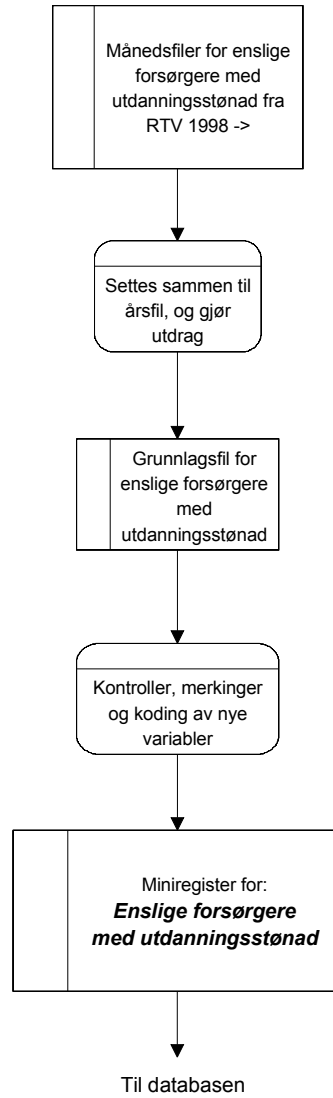 Månedsfiler for enslige
forsørgere med
utdanningsstønad fra
RTV 1998 ->
Settes sammen til
årsfil, og gjør
utdrag
Grunnlagsfil for
enslige forsørgere
med
utdanningsstønad
Kontroller, merkinger
og koding av nye
variabler
Miniregister for:
Enslige forsørgere
med utdanningsstønad
Til databasen